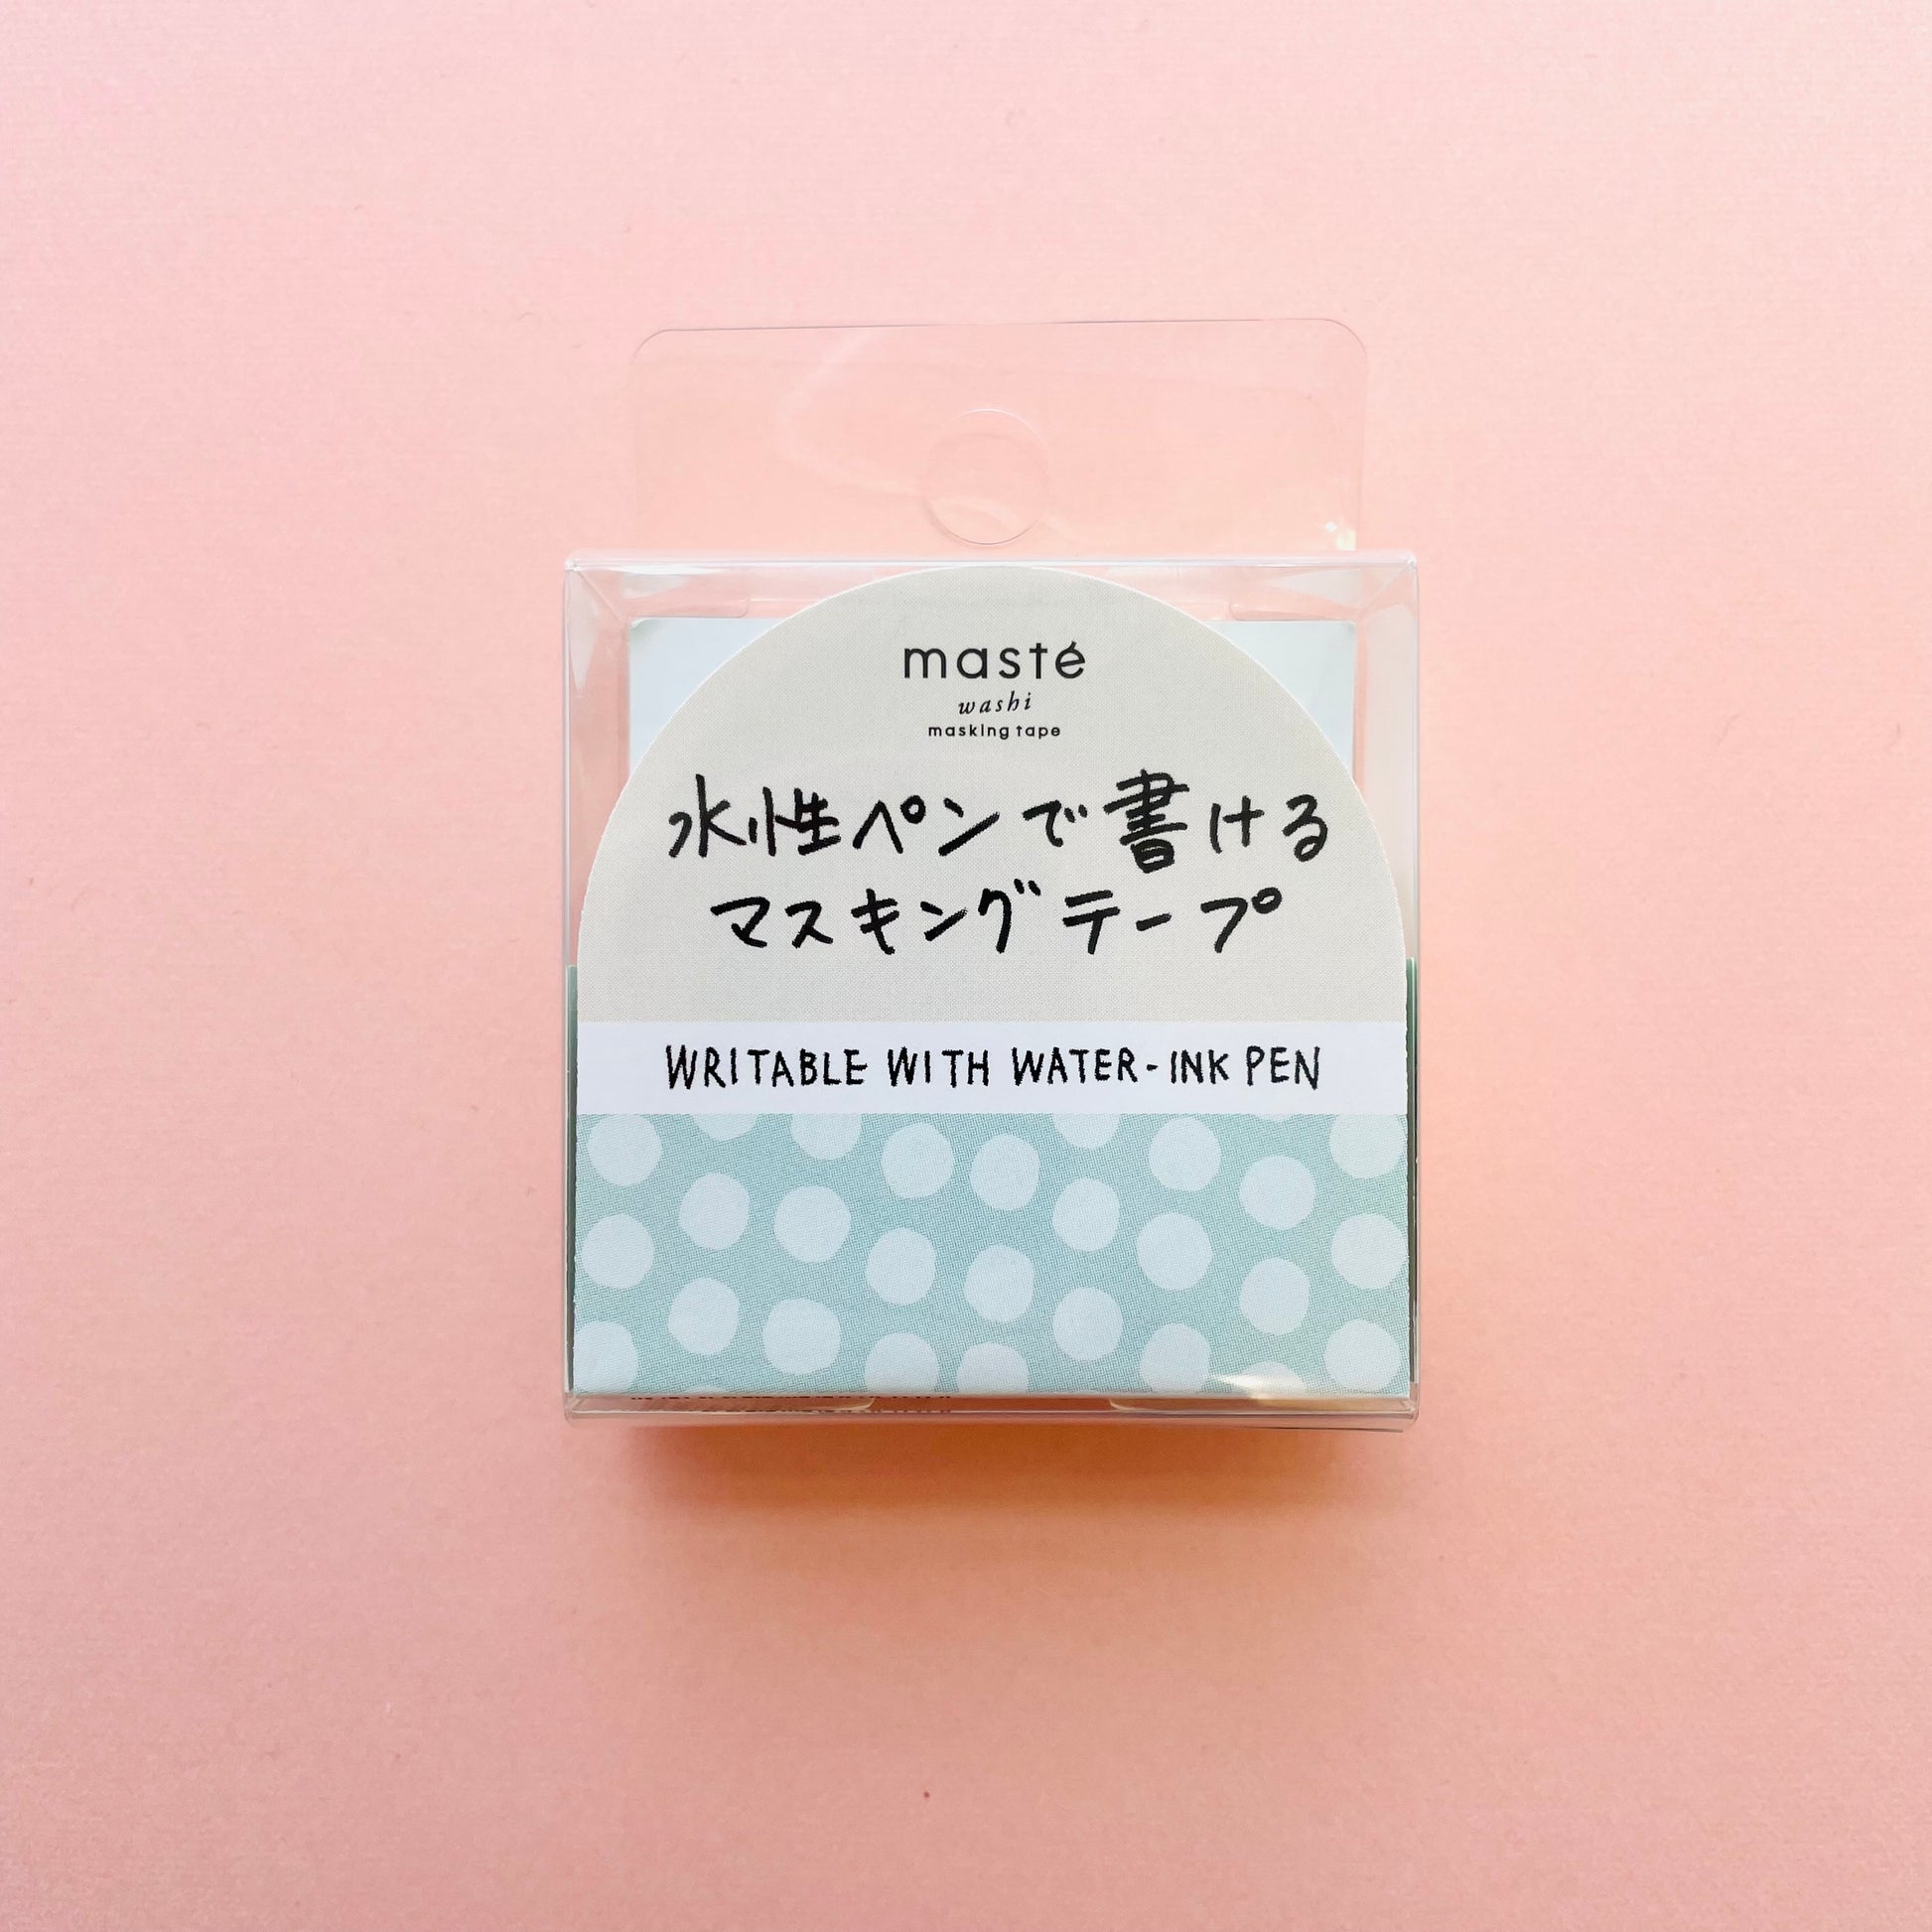 masté
washi
masking tape
水性ペンで書ける
マスキングテープ
WRITABLE WITH WATER-INK PEN